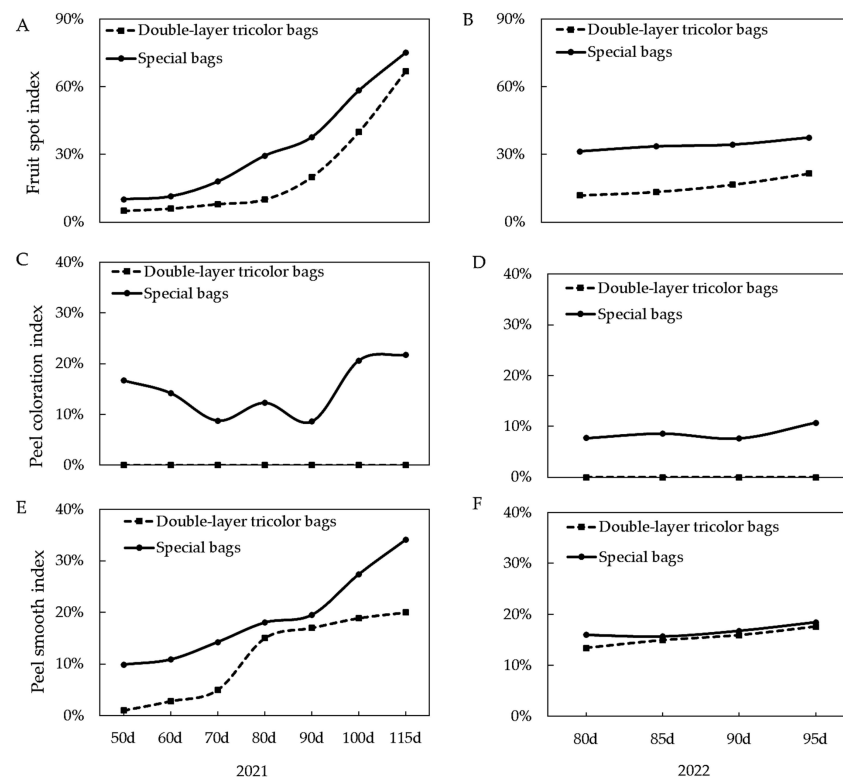 A
90%
60%
30%
0%
Fruit spot index
Double-layer tricolor bags
Special bags
B
90%
60%
30%
0%
Double-layer tricolor bags
Special bags
C
40%
30%
20%
10%
0%
Peel coloration index
Double-layer tricolor bags
Special bags
D
40%
30%
20%
10%
0%
Double-layer tricolor bags
Special bags
E
40%
30%
20%
10%
0%
Peel smooth index
Double-layer tricolor bags
Special bags
50d 60d 70d 80d 90d 100d 115d
2021
F
40%
30%
20%
10%
0%
Double-layer tricolor bags
Special bags
80d 85d 90d 95d
2022